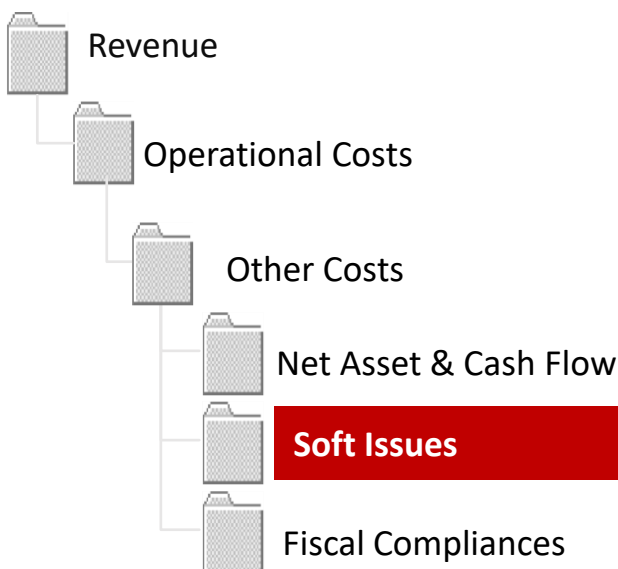 Revenue
Operational Costs
Other Costs
Net Asset & Cash Flow
Soft Issues
Fiscal Compliances